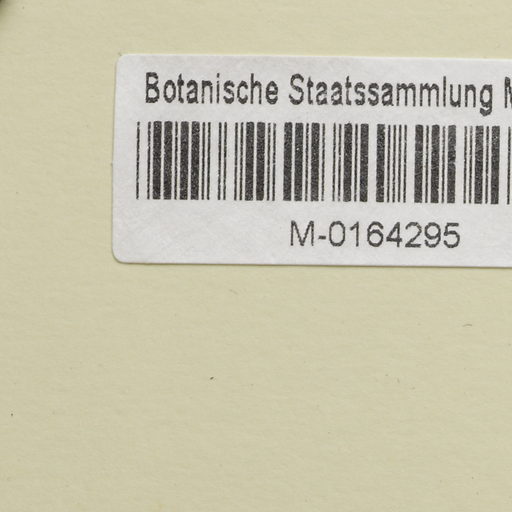 Botanische Staatssammlung
M-0164295